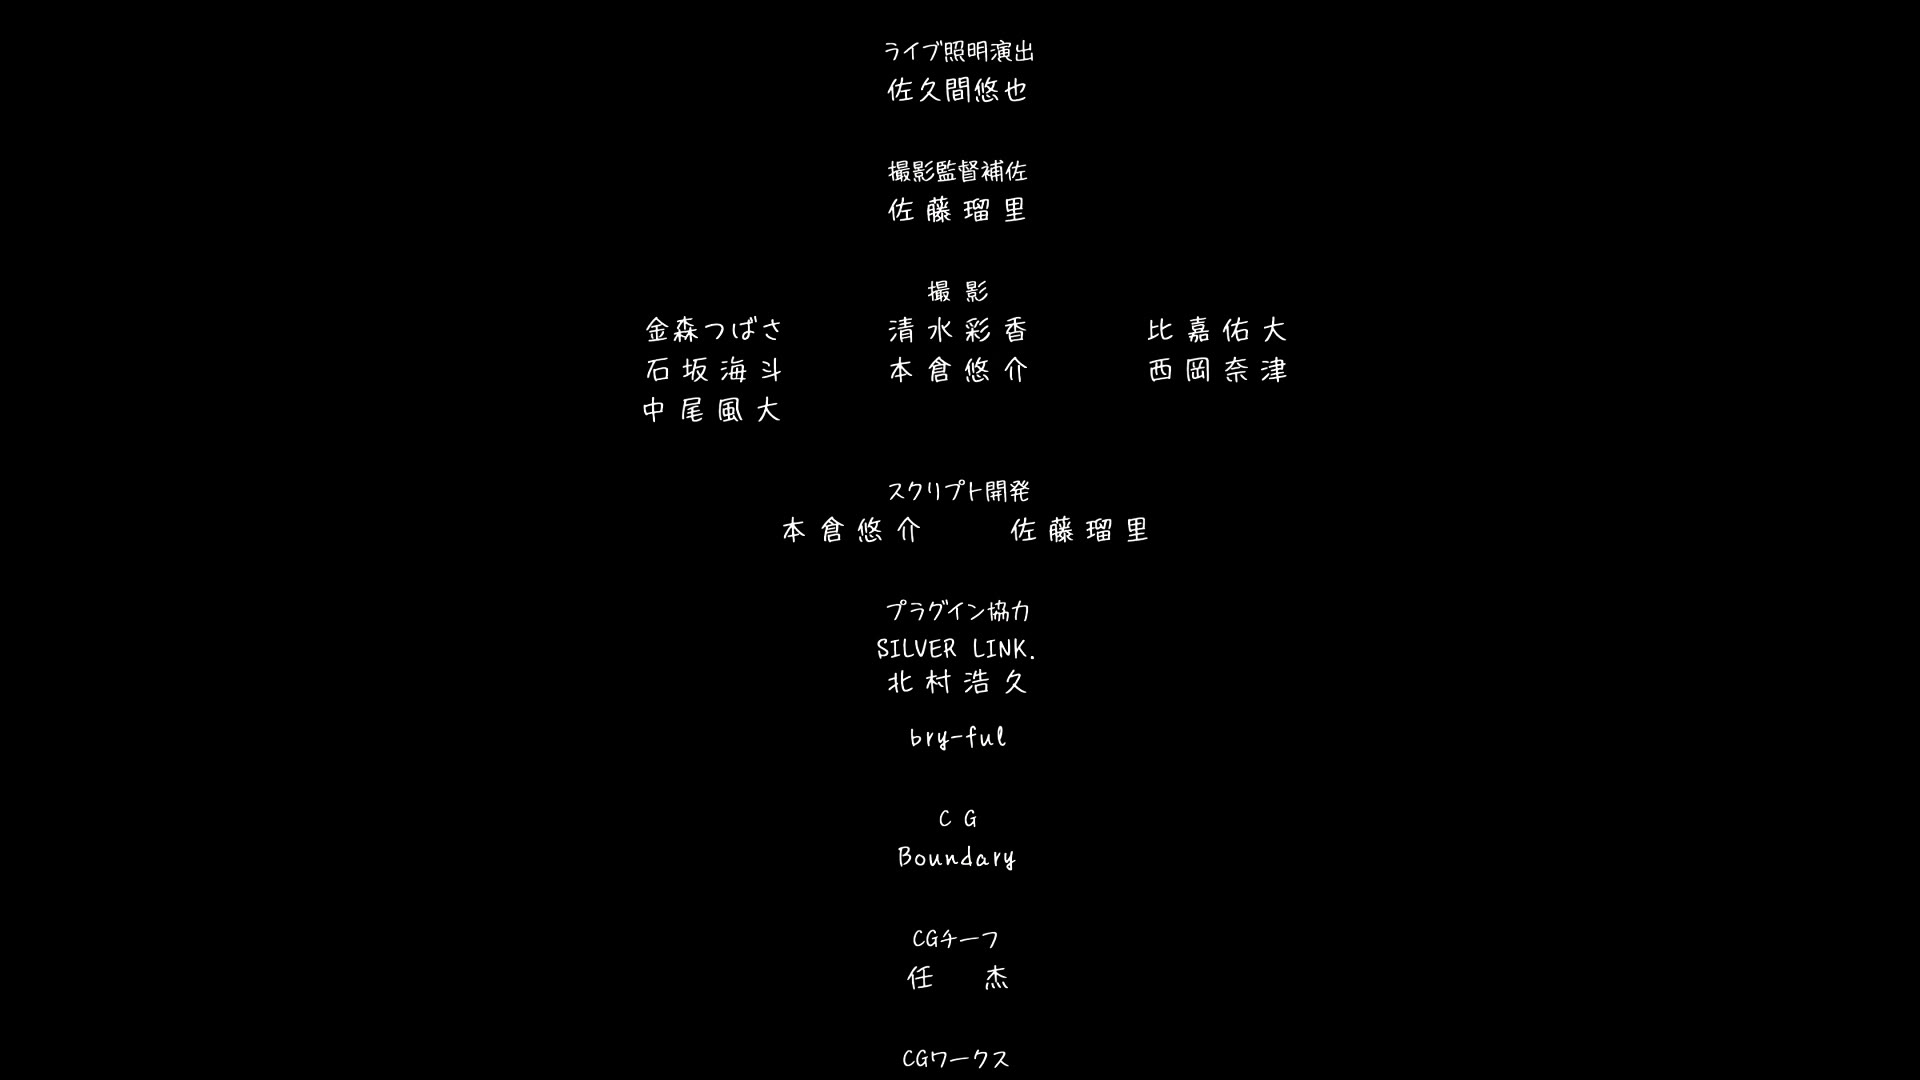 ライブ照明演出
佐久間悠也
撮影監督補佐
佐藤瑠里
撮影
金森つばさ 清水彩香 比嘉佑大
石坂海斗 本倉悠介 西岡奈津
中尾風大
スクリプト開発
本倉悠介 佐藤瑠里
プラグイン協力
SILVER LINK.
北村浩久
bry-ful
CG
Boundary
CGチーフ
任 杰
CGワークス